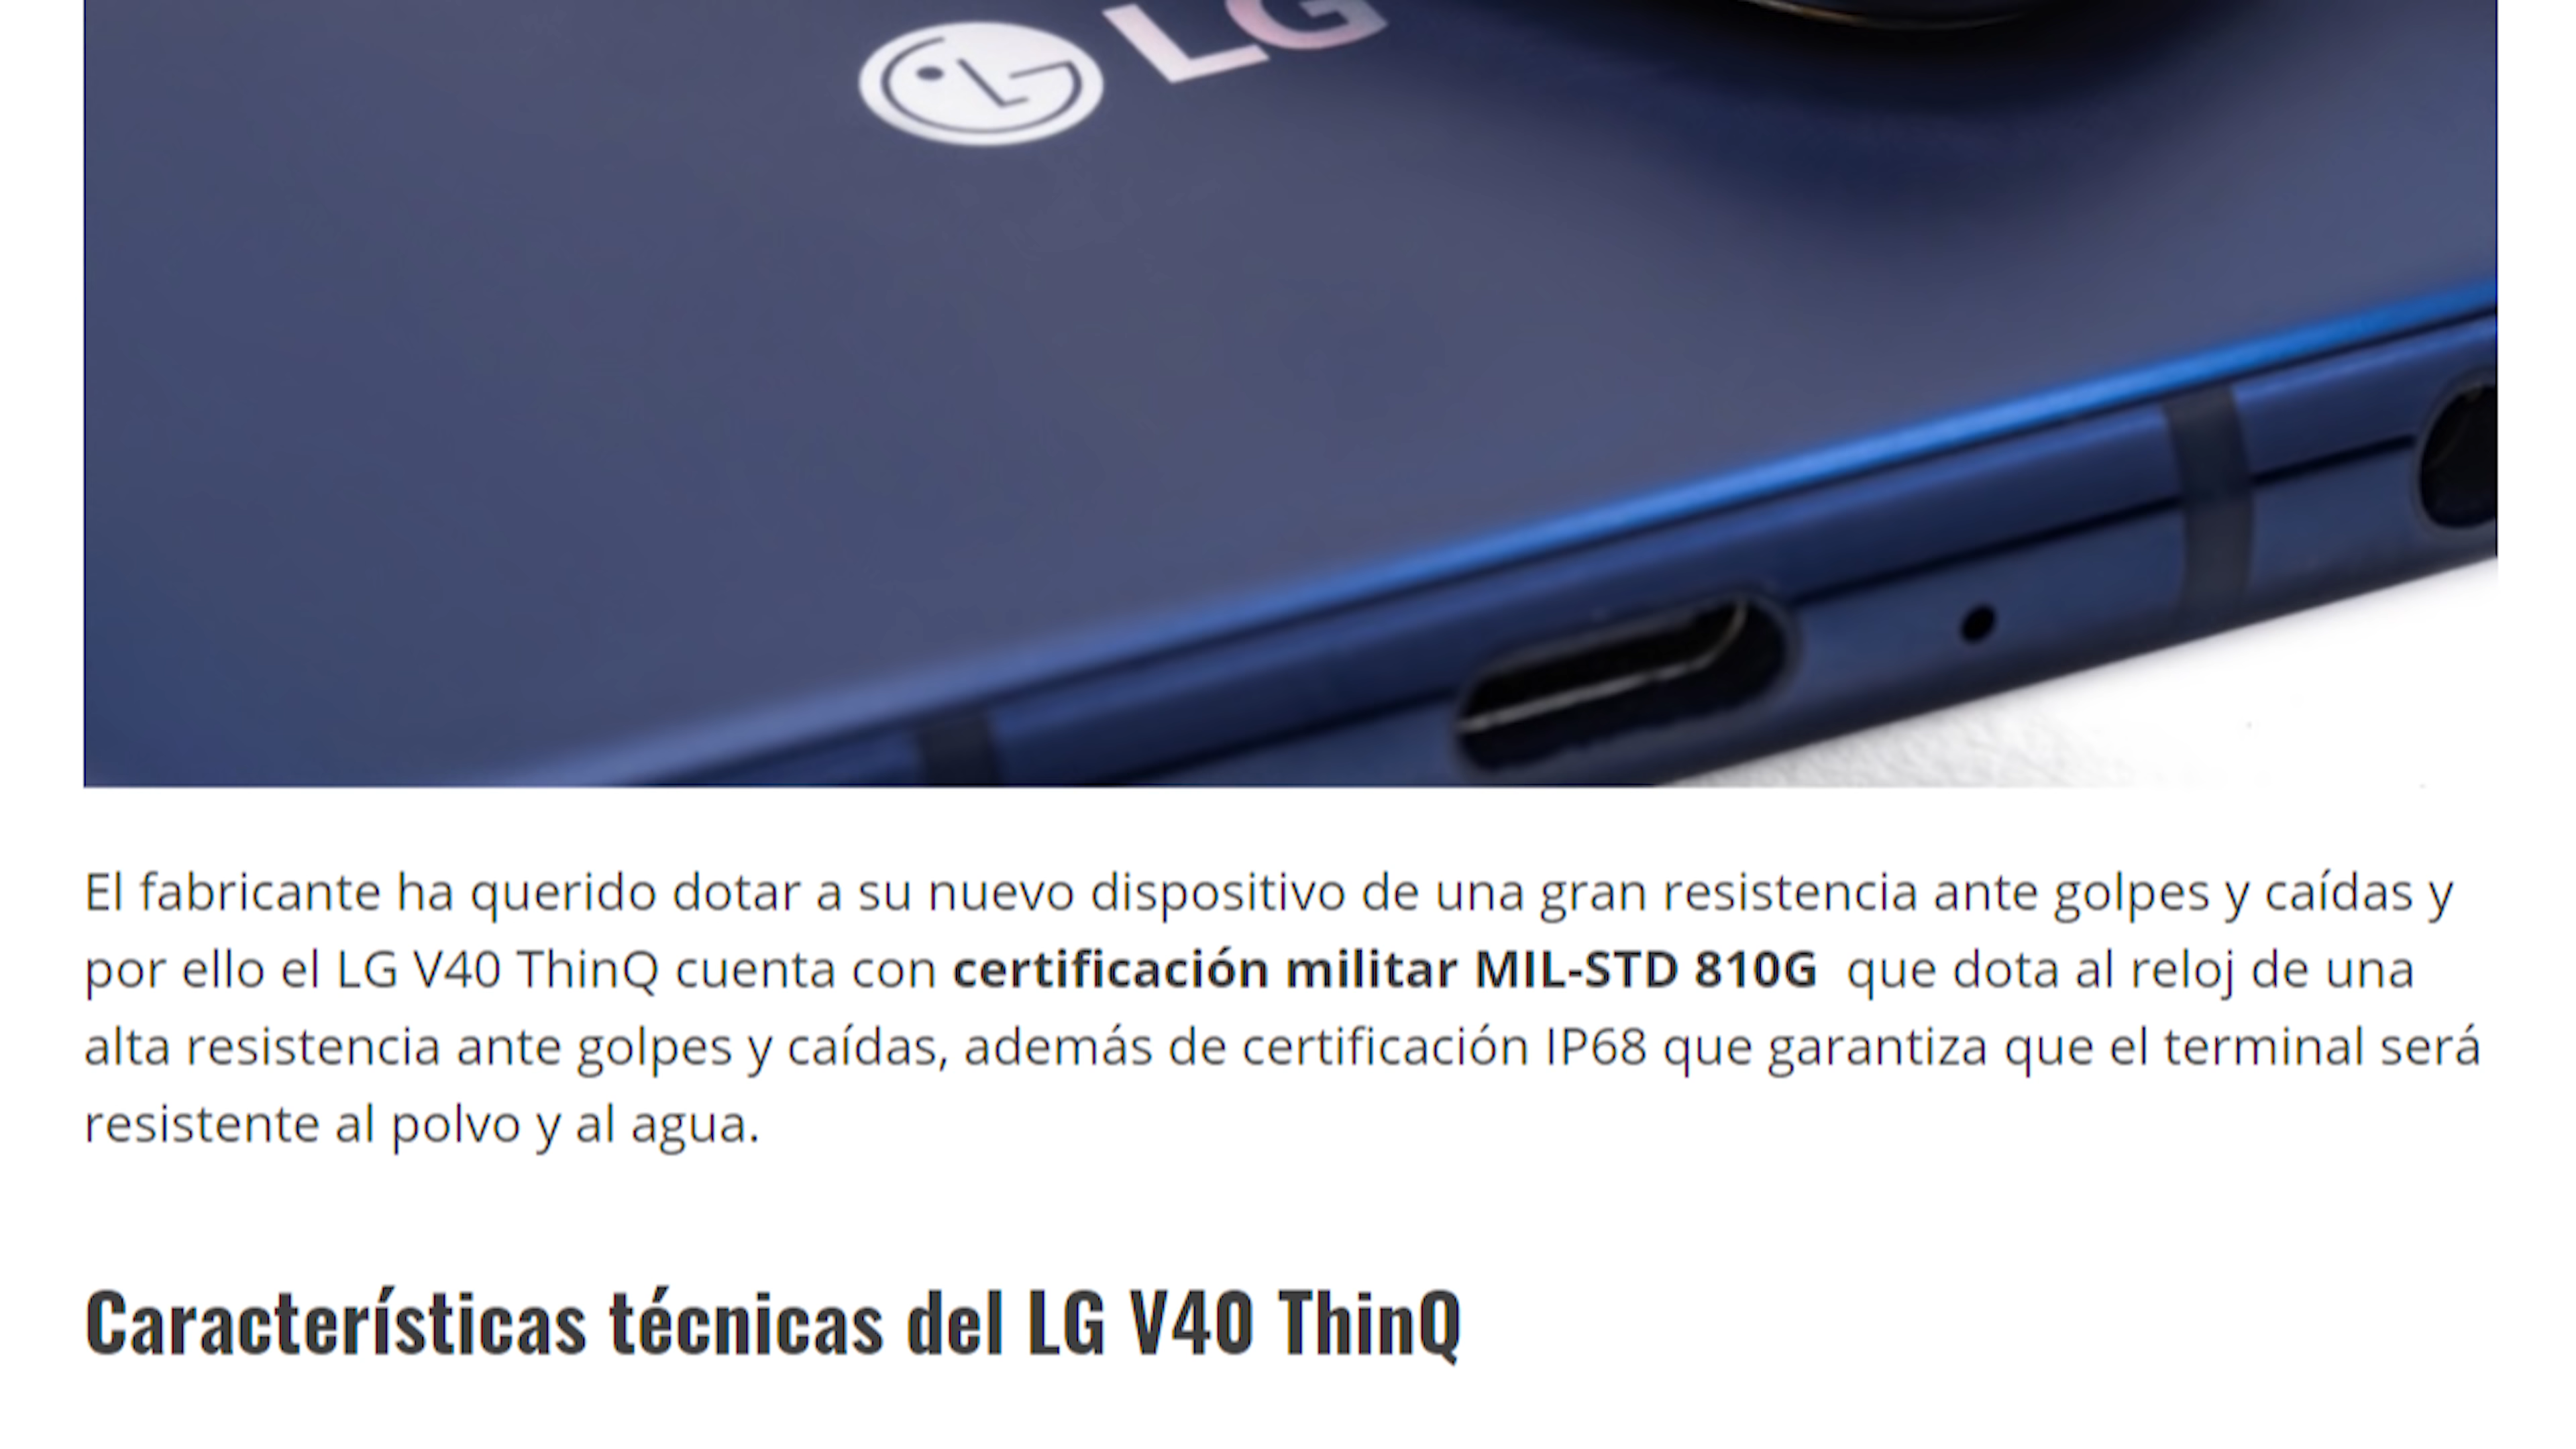 LG
El fabricante ha querido dotar a su nuevo dispositivo de una gran resistencia ante golpes y caídas y
por ello el LG V40 ThinQ cuenta con certificación militar MIL-STD 810G  que dota al reloj de una
alta resistencia ante golpes y caídas, además de certificación IP68 que garantiza que el terminal será
resistente al polvo y al agua.
Características técnicas del LG V40 ThinQ